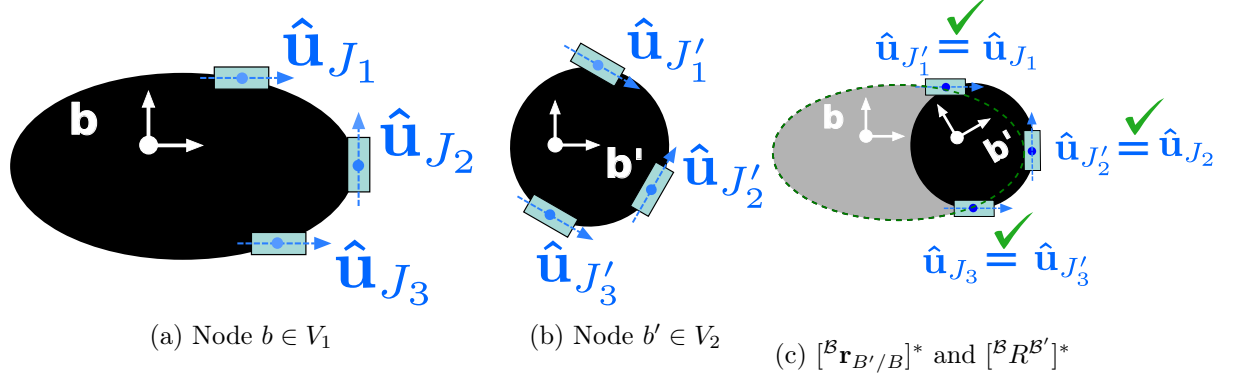 b
û_{J_1}
û_{J_2}
û_{J_3}
(a) Node b ∈ V_1
b'
û_{J'_1}
û_{J'_2}
û_{J'_3}
(b) Node b' ∈ V_2
û_{J'_1} = û_{J_1}
b
b'
û_{J'_2} = û_{J_2}
û_{J_3} = û_{J'_3}
(c) [^ℬ r_{B'/B}]* and [^ℬ R^{ℬ'}]*